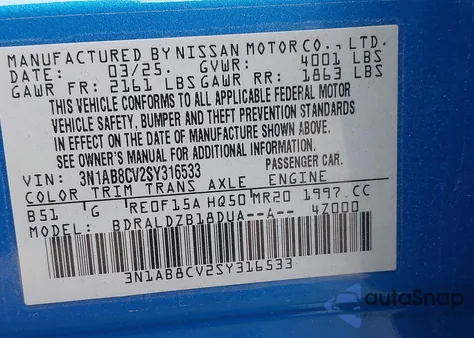 MANUFACTURED BY NISSAN MOTOR CO., LTD.
DATE: 03/25. GVWR: 4001 LBS
GAWR FR: 2161 LBS GAWR RR: 1863 LBS
THIS VEHICLE CONFORMS TO ALL APPLICABLE FEDERAL MOTOR
VEHICLE SAFETY, BUMPER AND THEFT PREVENTION STANDARDS
IN EFFECT ON THE DATE OF MANUFACTURE SHOWN ABOVE.
SEE OWNER'S MANUAL FOR ADDITIONAL INFORMATION.
VIN: 3N1AB8CV2SY316533 PASSENGER CAR.
COLOR TRIM TRANS AXLE ENGINE
B51 G RE0F15A HQ50 MR20 1997.CC
MODEL: BDRALDZB18DUA--A-- 4Z000
3N1AB8CV2SY316533
autoSnap